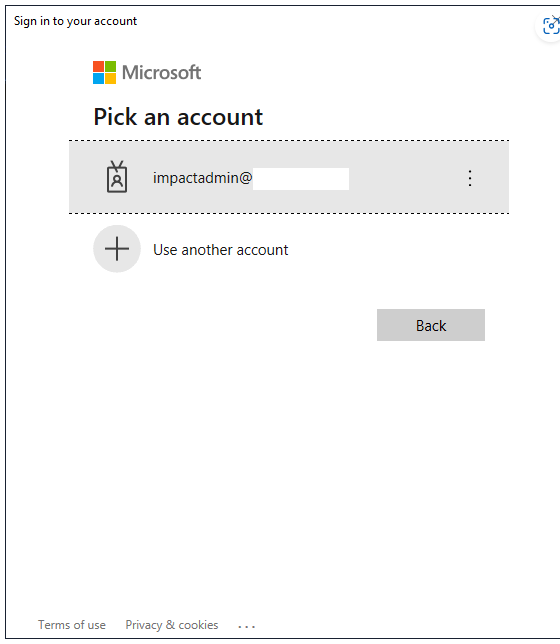 Sign in to your account
Microsoft
Pick an account
impactadmin@
Use another account
Back
Terms of use Privacy & cookies ...